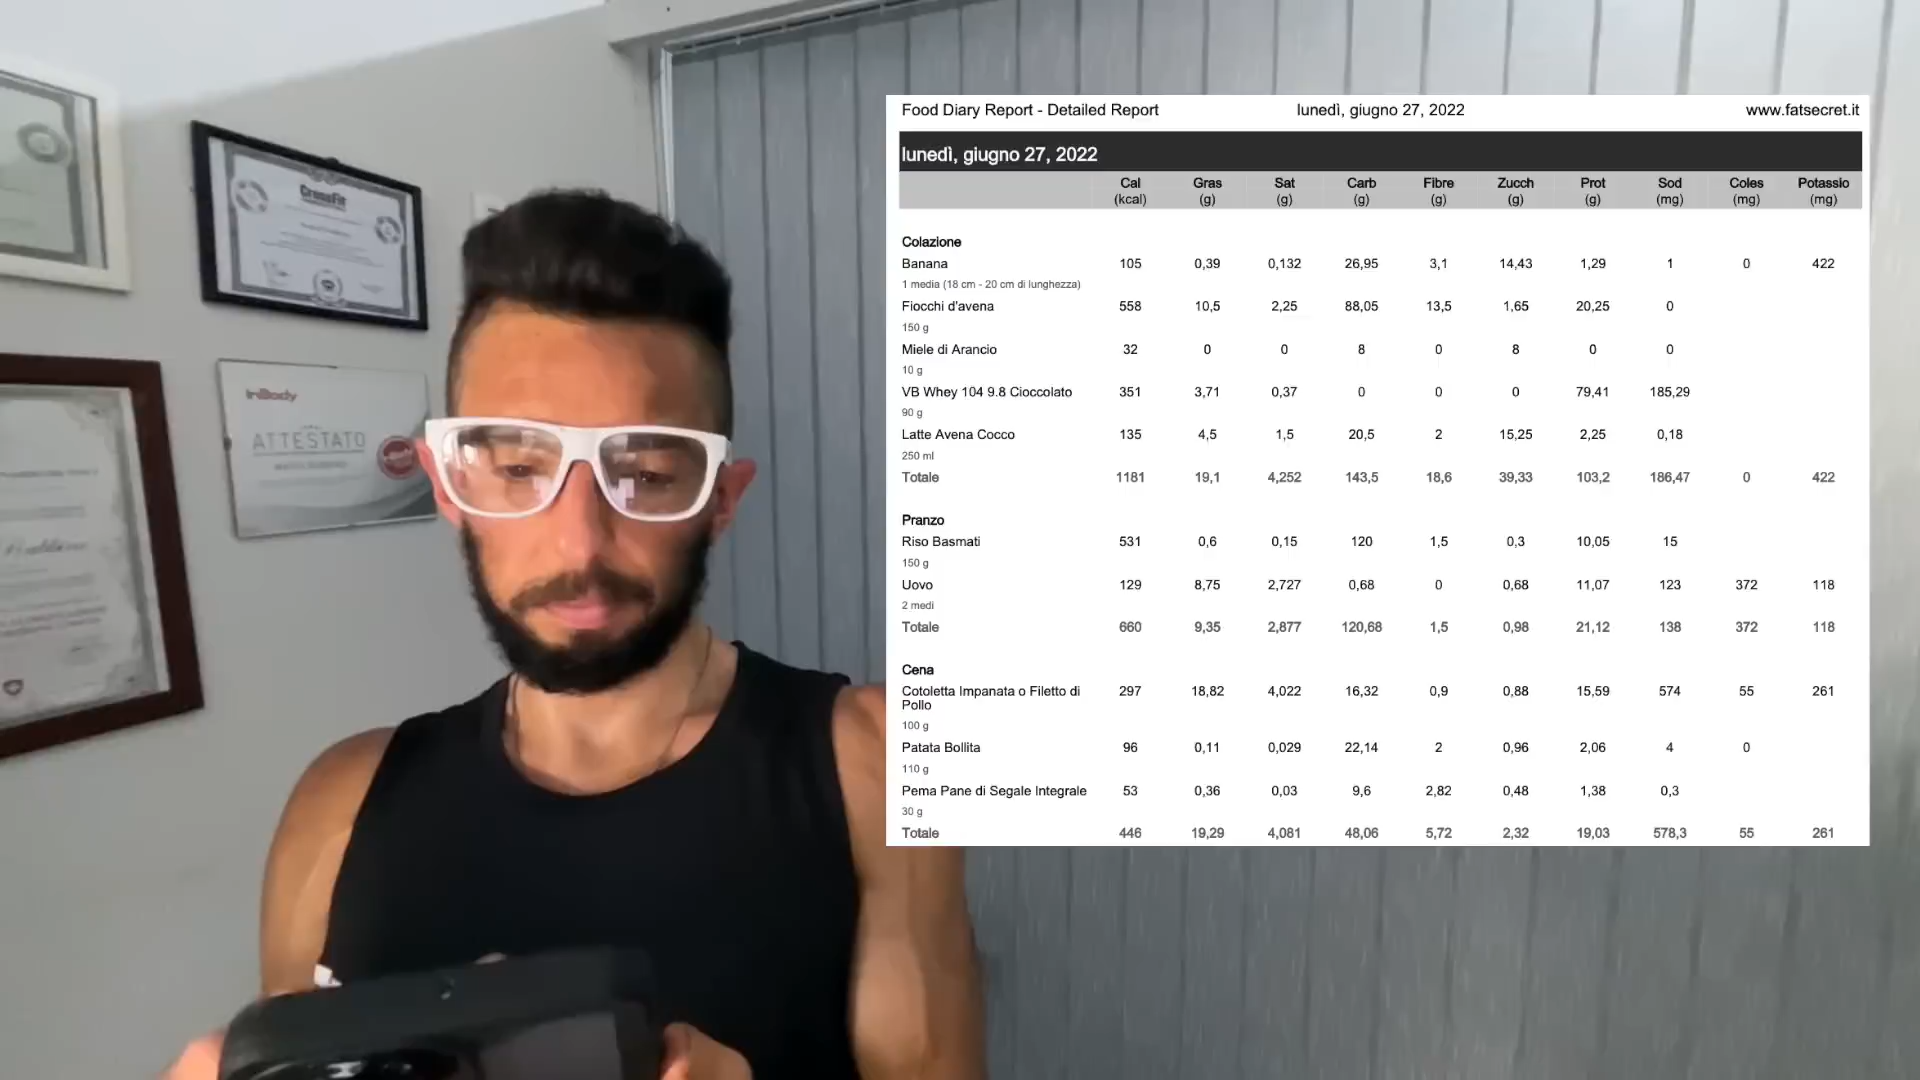 Food Diary Report - Detailed Report lunedì, giugno 27, 2022 www.fatsecret.it
lunedì, giugno 27, 2022
Cal Gras Sat Carb Fibre Zucch Prot Sod Coles Potassio
(kcal) (g) (g) (g) (g) (g) (g) (mg) (mg) (mg)
Colazione
Banana 105 0,39 0,132 26,95 3,1 14,43 1,29 1 0 422
1 media (18 cm - 20 cm di lunghezza)
Fiocchi d'avena 558 10,5 2,25 88,05 13,5 1,65 20,25 0
150 g
Miele di Arancio 32 0 0 8 0 8 0 0
10 g
VB Whey 104 9.8 Cioccolato 351 3,71 0,37 0 0 0 79,41 185,29
90 g
Latte Avena Cocco 135 4,5 1,5 20,5 2 15,25 2,25 0,18
250 ml
Totale 1181 19,1 4,252 143,5 18,6 39,33 103,2 186,47 0 422
Pranzo
Riso Basmati 531 0,6 0,15 120 1,5 0,3 10,05 15
150 g
Uovo 129 8,75 2,727 0,68 0 0,68 11,07 123 372 118
2 medi
Totale 660 9,35 2,877 120,68 1,5 0,98 21,12 138 372 118
Cena
Cotoletta Impanata o Filetto di 297 18,82 4,022 16,32 0,9 0,88 15,59 574 55 261
Pollo
100 g
Patata Bollita 96 0,11 0,029 22,14 2 0,96 2,06 4 0
110 g
Pema Pane di Segale Integrale 53 0,36 0,03 9,6 2,82 0,48 1,38 0,3
30 g
Totale 446 19,29 4,081 48,06 5,72 2,32 19,03 578,3 55 261
CrossFit
InBody
ATTESTATO